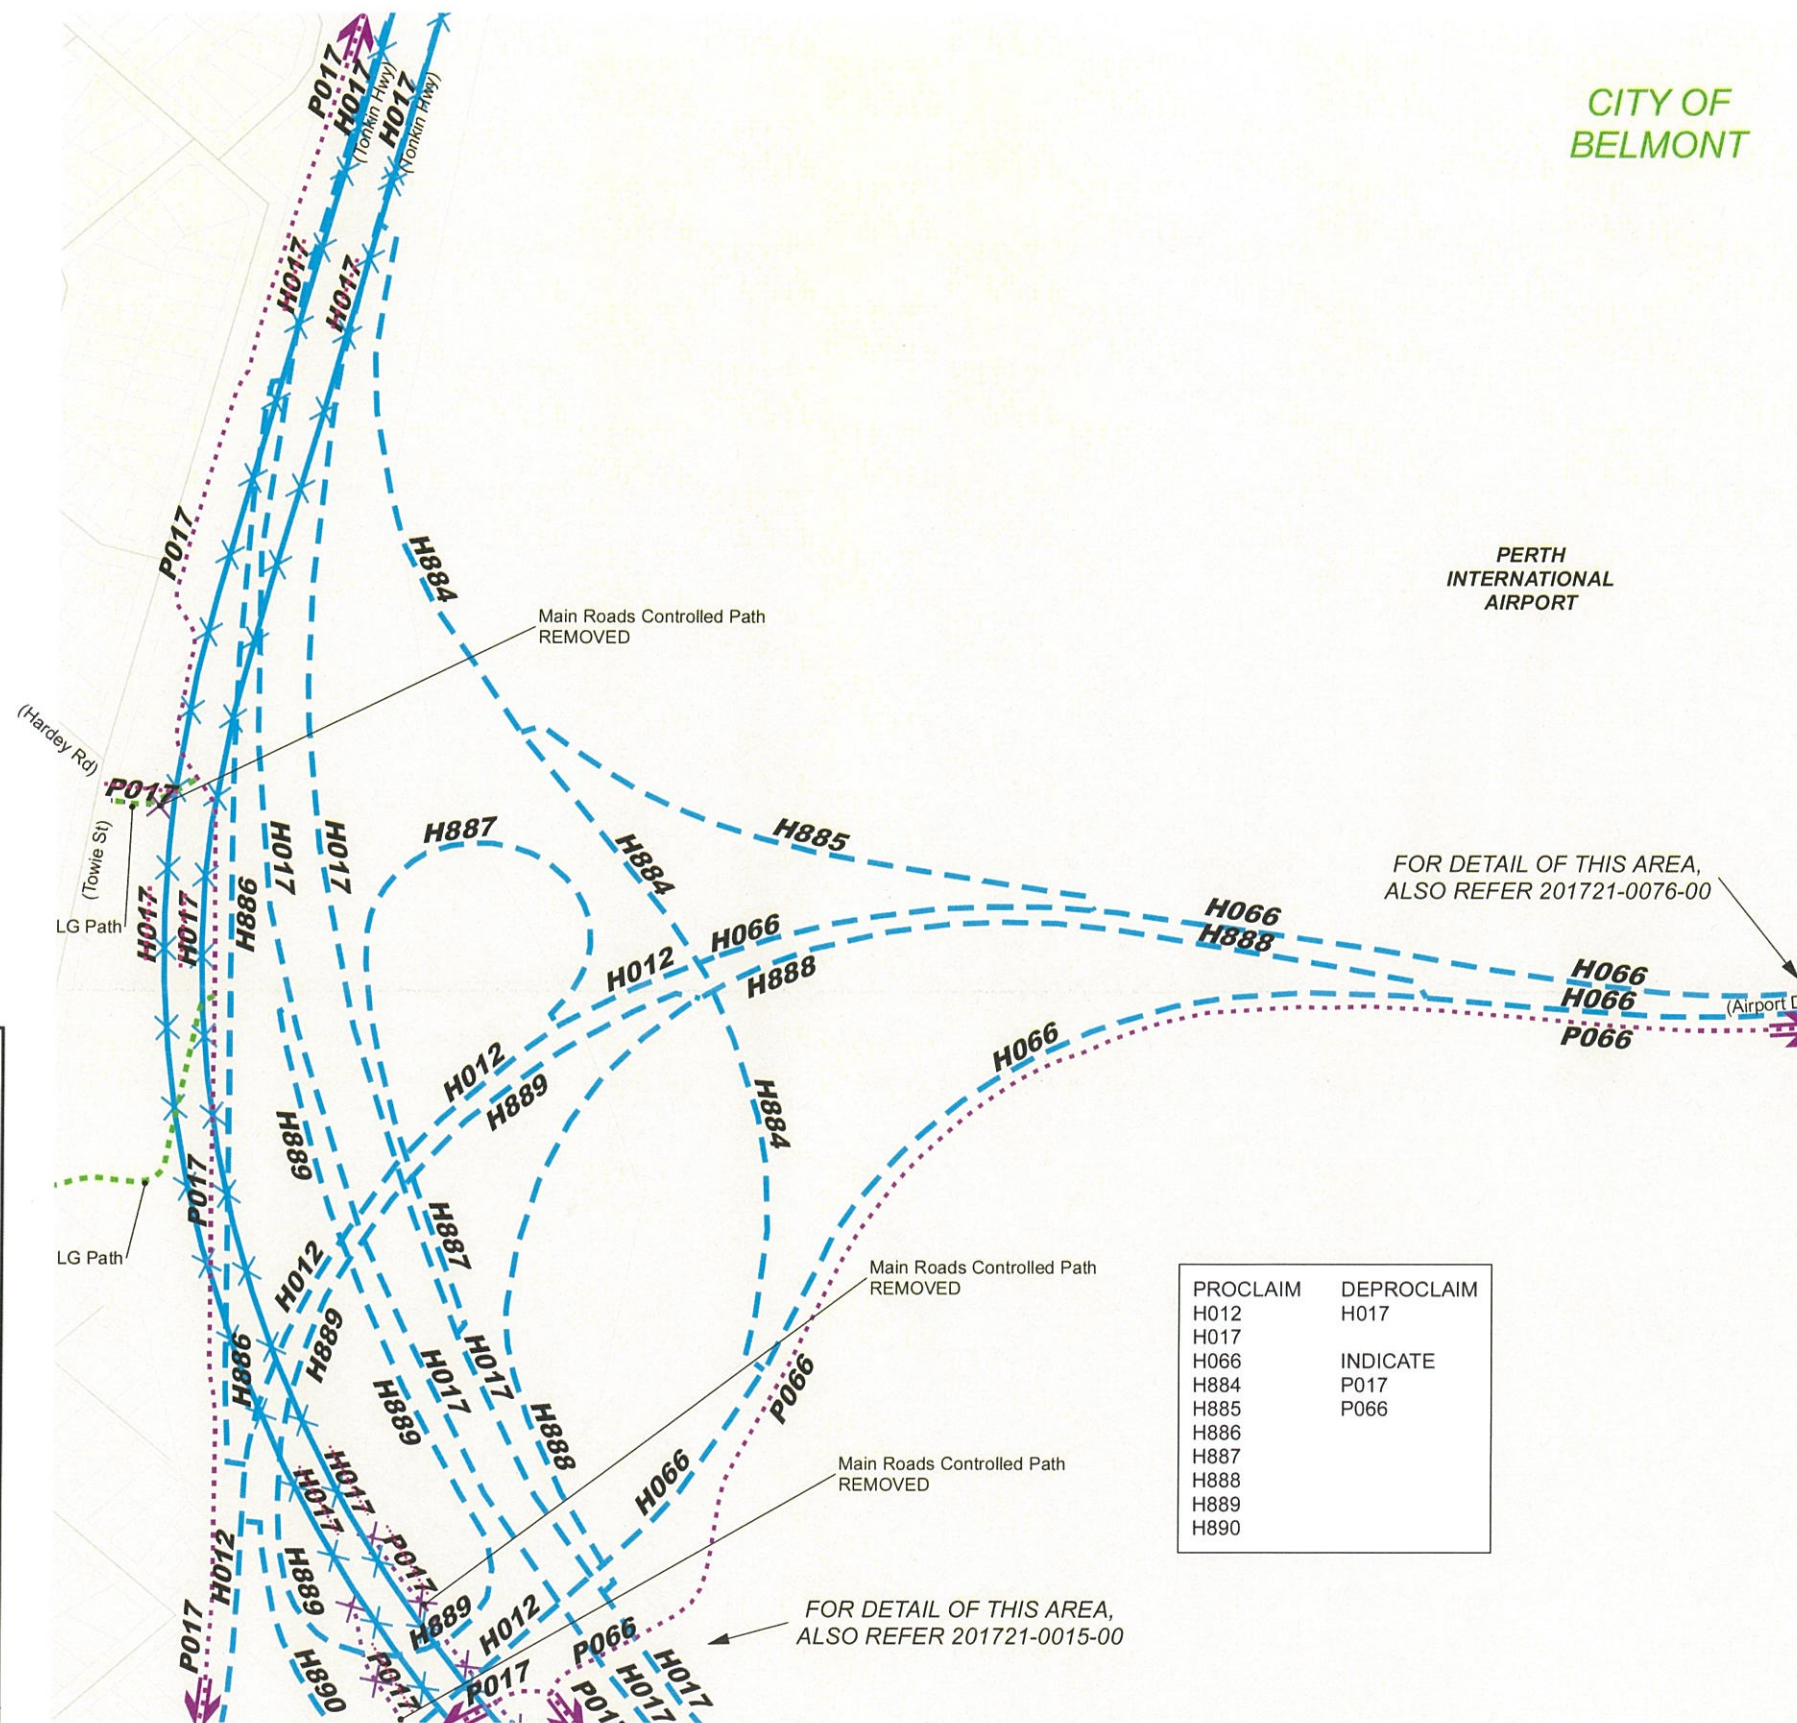 P017
H017
(Tonkin Hwy)
H017
(Tonkin Hwy)
CITY OF
BELMONT
H017
H017
P017
H884
PERTH
INTERNATIONAL
AIRPORT
Main Roads Controlled Path
REMOVED
(Hardey Rd)
P017
(Towie St)
LG Path
H017
H017
H886
H017
H017
H887
H884
H885
FOR DETAIL OF THIS AREA,
ALSO REFER 201721-0076-00
H066
H888
H012
H066
H888
H066
H066
(Airport D
P066
H012
H889
H066
H889
H884
P017
H887
LG Path
H012
H889
Main Roads Controlled Path
REMOVED
PROCLAIM DEPROCLAIM
H012 H017
H017
H066 INDICATE
H884 P017
H885 P066
H886
H887
H888
H889
H890
H886
H017
H017
H889
P066
H888
H017
H017
H066
Main Roads Controlled Path
REMOVED
P017
H012
H889
P017
H889
H012
FOR DETAIL OF THIS AREA,
ALSO REFER 201721-0015-00
P066
H890
P017
P017
H017
H017